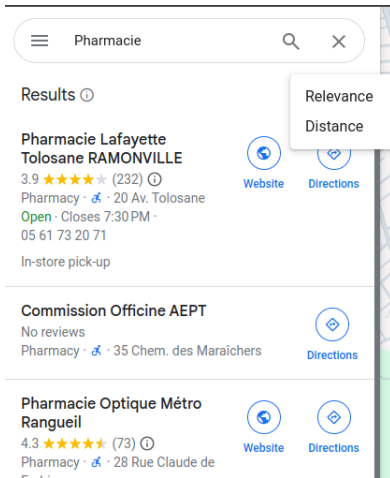 Pharmacie
Results
Relevance
Distance
Pharmacie Lafayette
Tolosane RAMONVILLE
3.9 (232)
Pharmacy · · 20 Av. Tolosane
Open · Closes 7:30 PM ·
05 61 73 20 71
In-store pick-up
Website
Directions
Commission Officine AEPT
No reviews
Pharmacy · · 35 Chem. des Maraîchers
Directions
Pharmacie Optique Métro
Rangueil
4.3 (73)
Pharmacy · · 28 Rue Claude de
Website
Directions